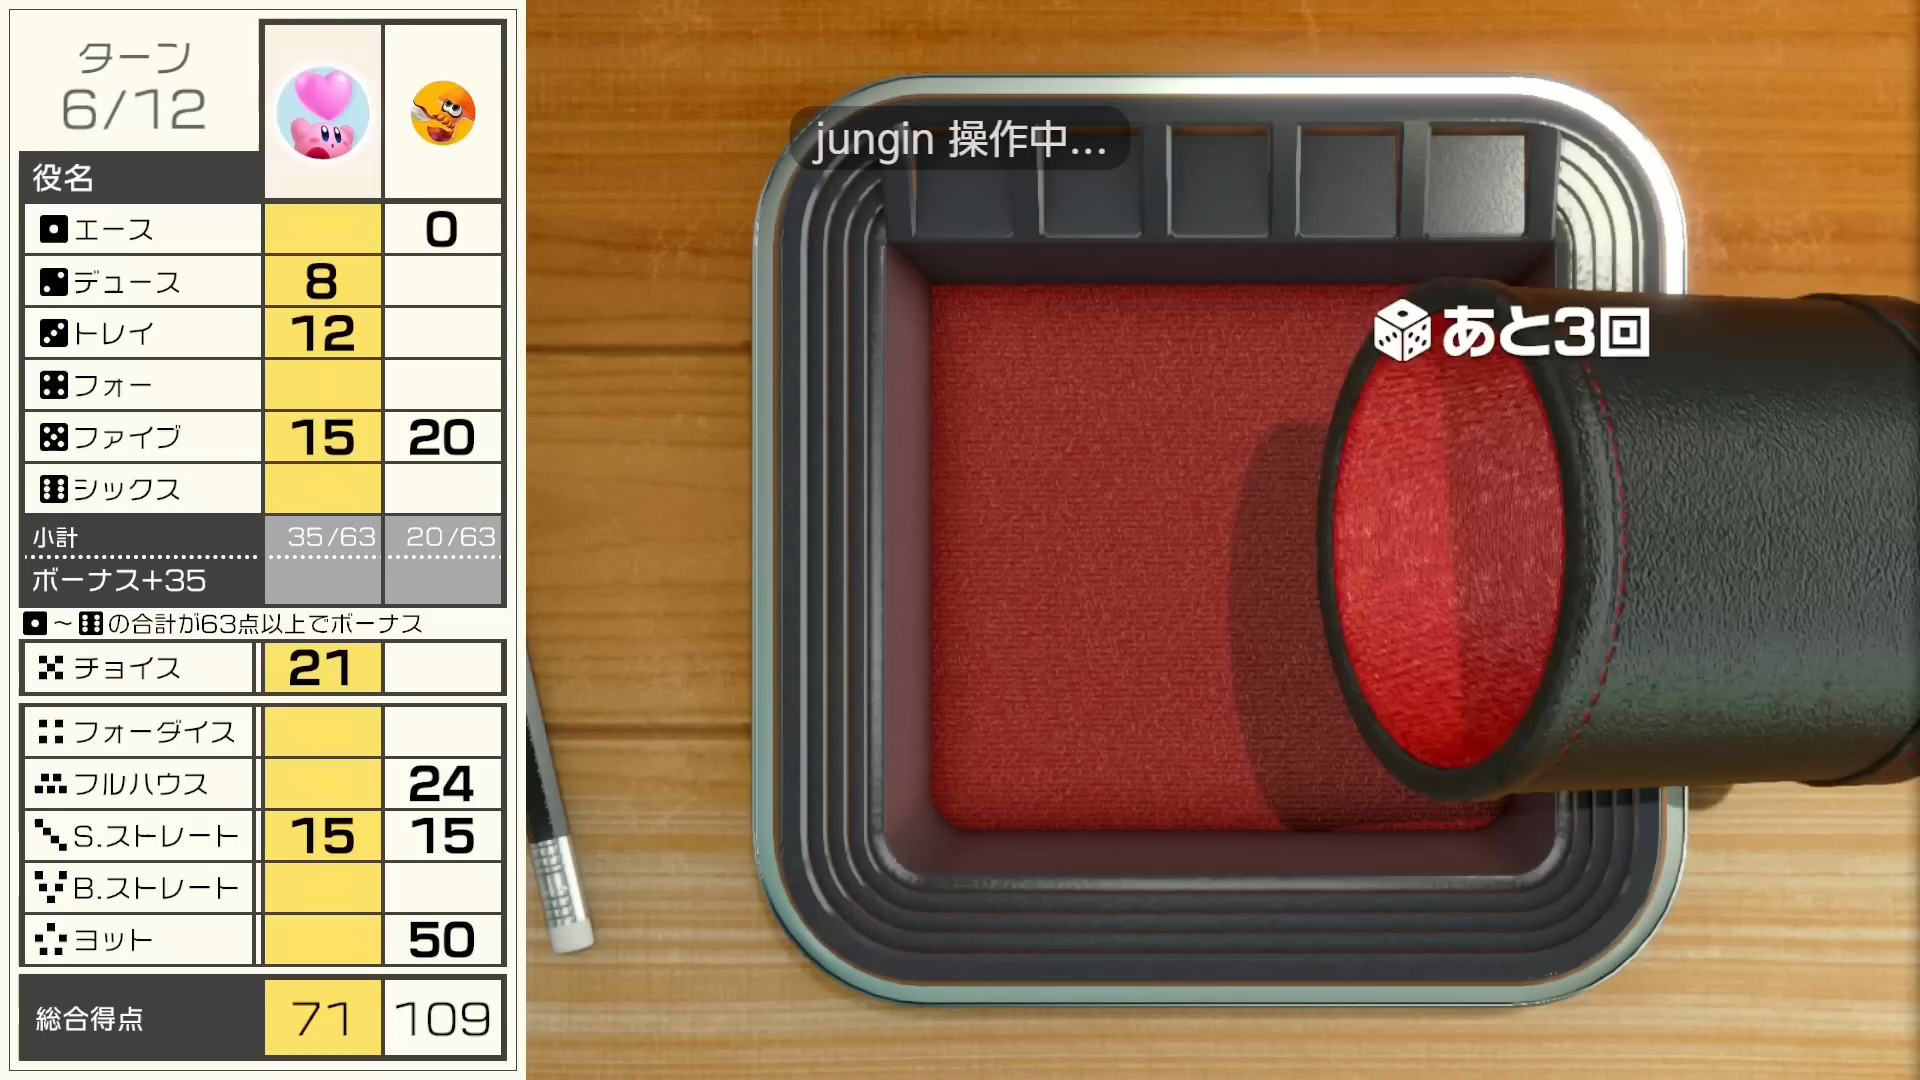 ターン
6/12
役名
エース 0
デュース 8
トレイ 12
フォー
ファイブ 15 20
シックス
小計 35/63 20/63
ボーナス+35
~の合計が63点以上でボーナス
チョイス 21
フォーダイス
フルハウス 24
S.ストレート 15 15
B.ストレート
ヨット 50
総合得点 71 109
jungin 操作中...
あと3回